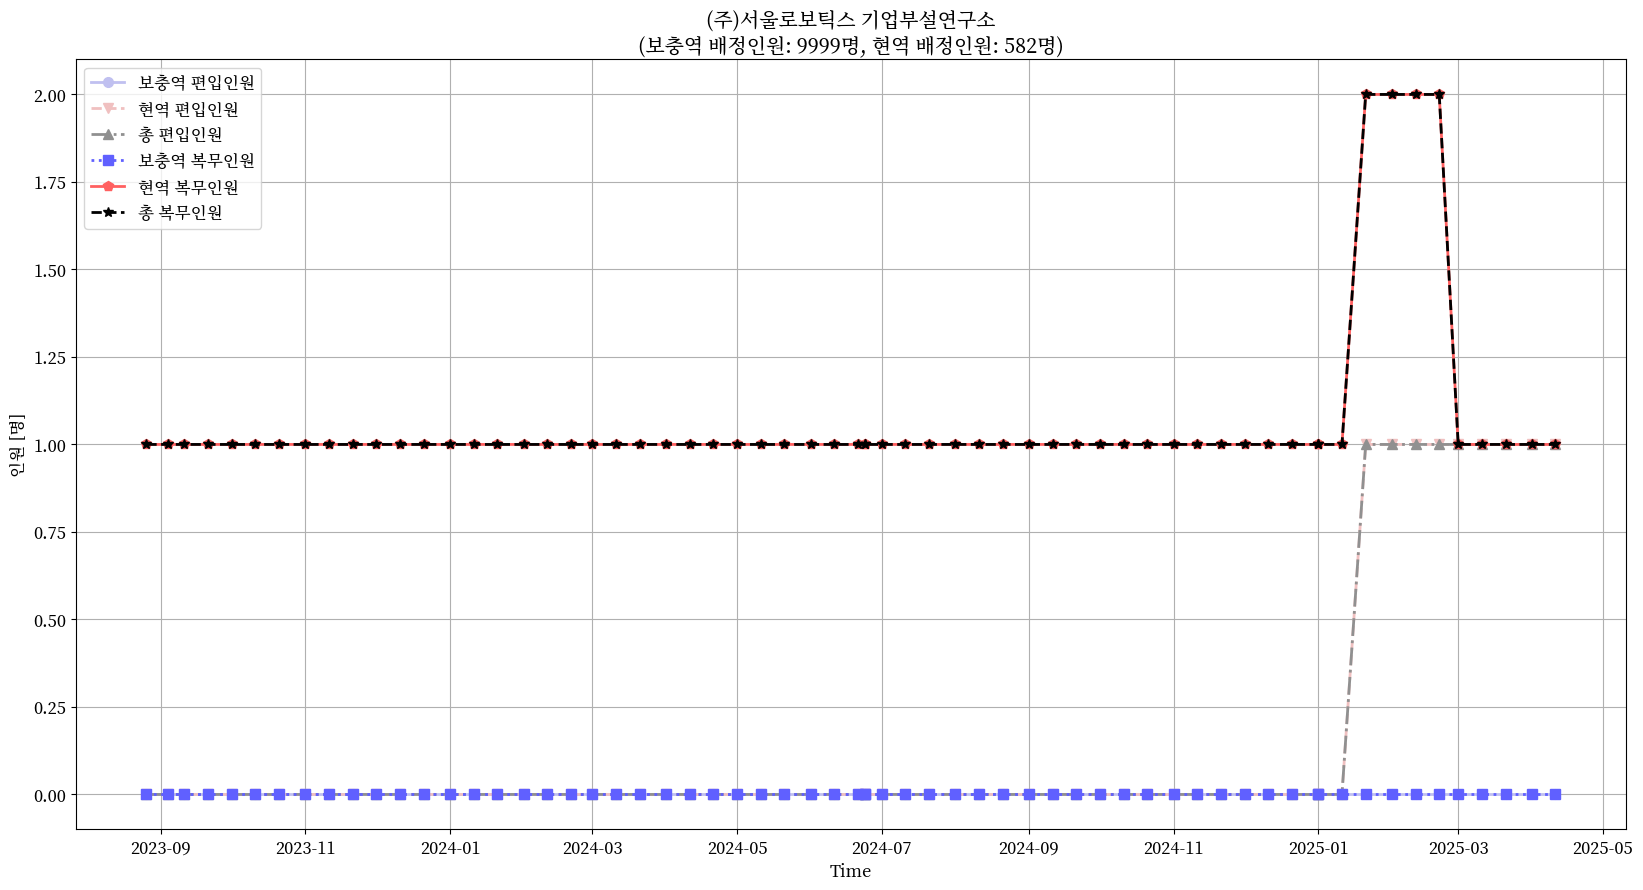 (주)서울로보틱스 기업부설연구소
(보충역 배정인원: 9999명, 현역 배정인원: 582명)
보충역 편입인원
현역 편입인원
총 편입인원
보충역 복무인원
현역 복무인원
총 복무인원
인원 [명]
2.00
1.75
1.50
1.25
1.00
0.75
0.50
0.25
0.00
2023-09
2023-11
2024-01
2024-03
2024-05
2024-07
2024-09
2024-11
2025-01
2025-03
2025-05
Time